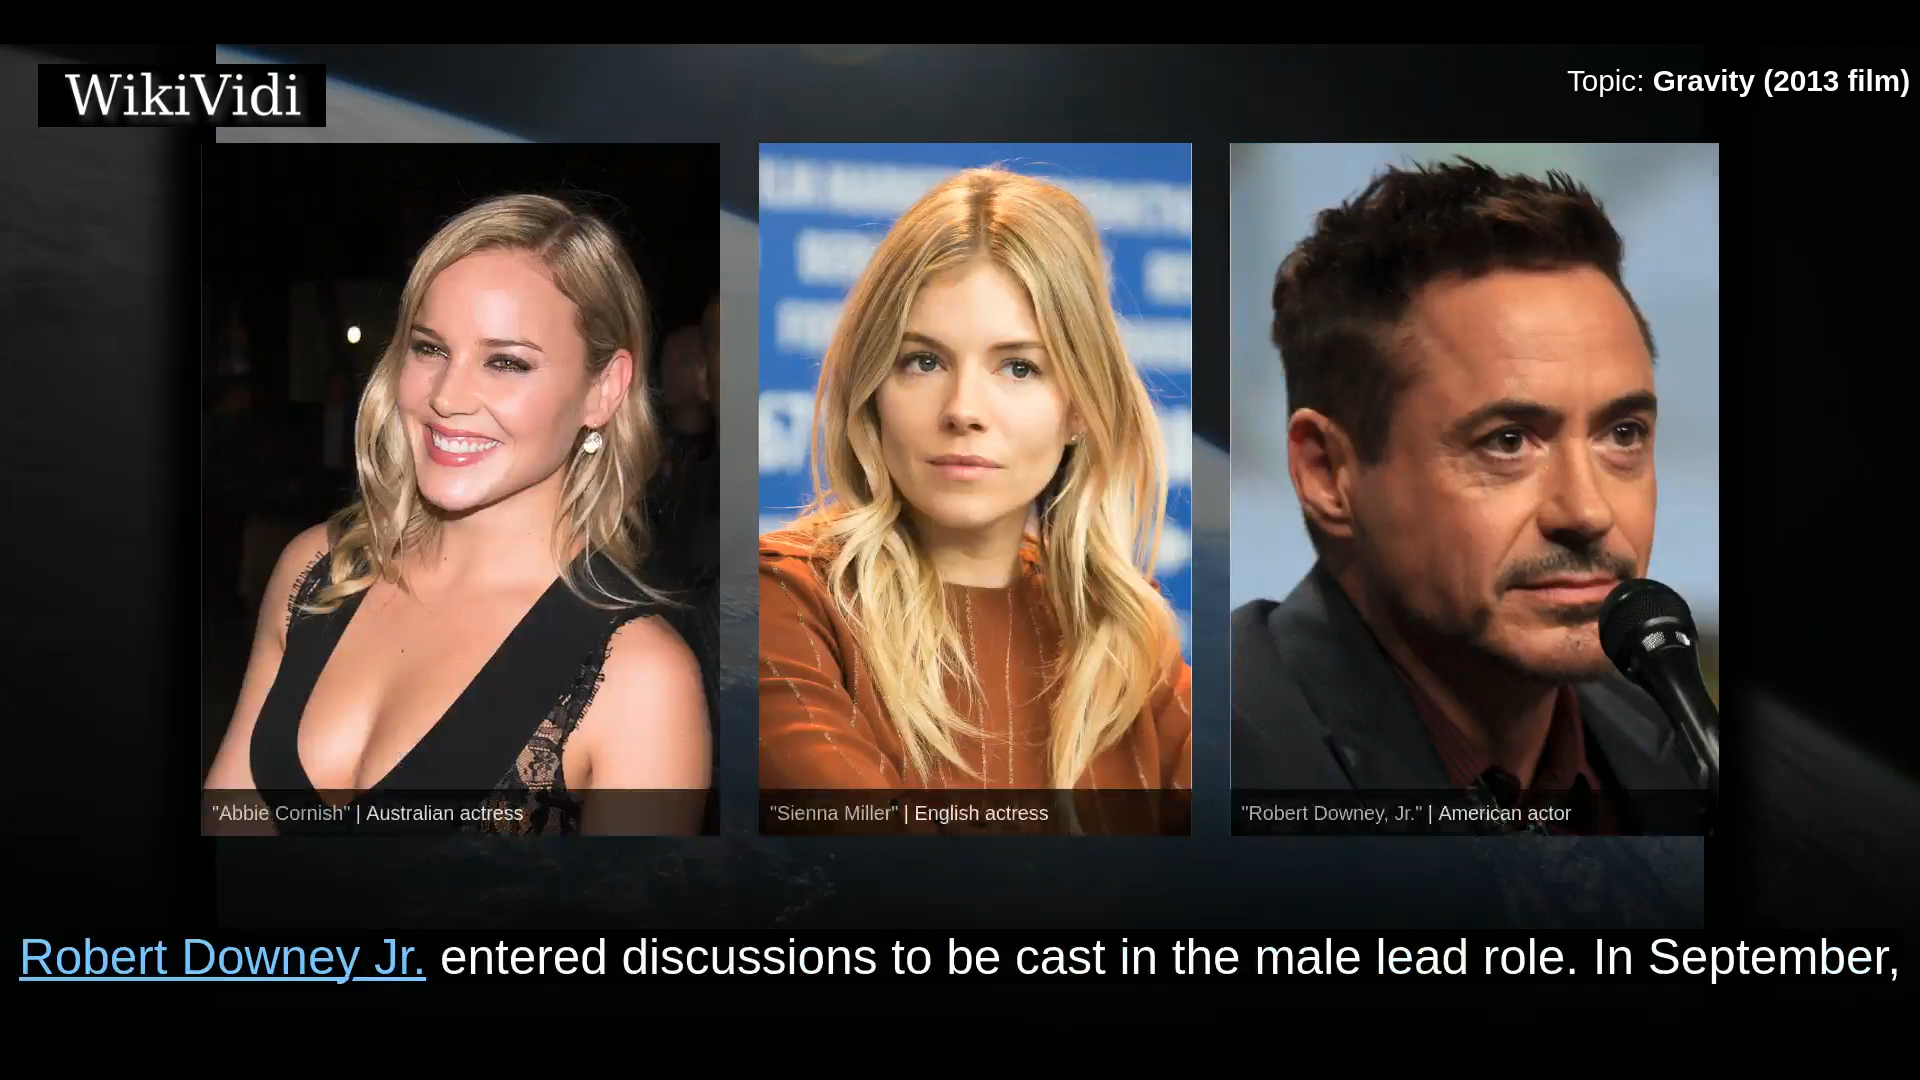 WikiVidi
Topic: Gravity (2013 film)
"Abbie Cornish" | Australian actress
"Sienna Miller" | English actress
"Robert Downey, Jr." | American actor
Robert Downey Jr. entered discussions to be cast in the male lead role. In September,